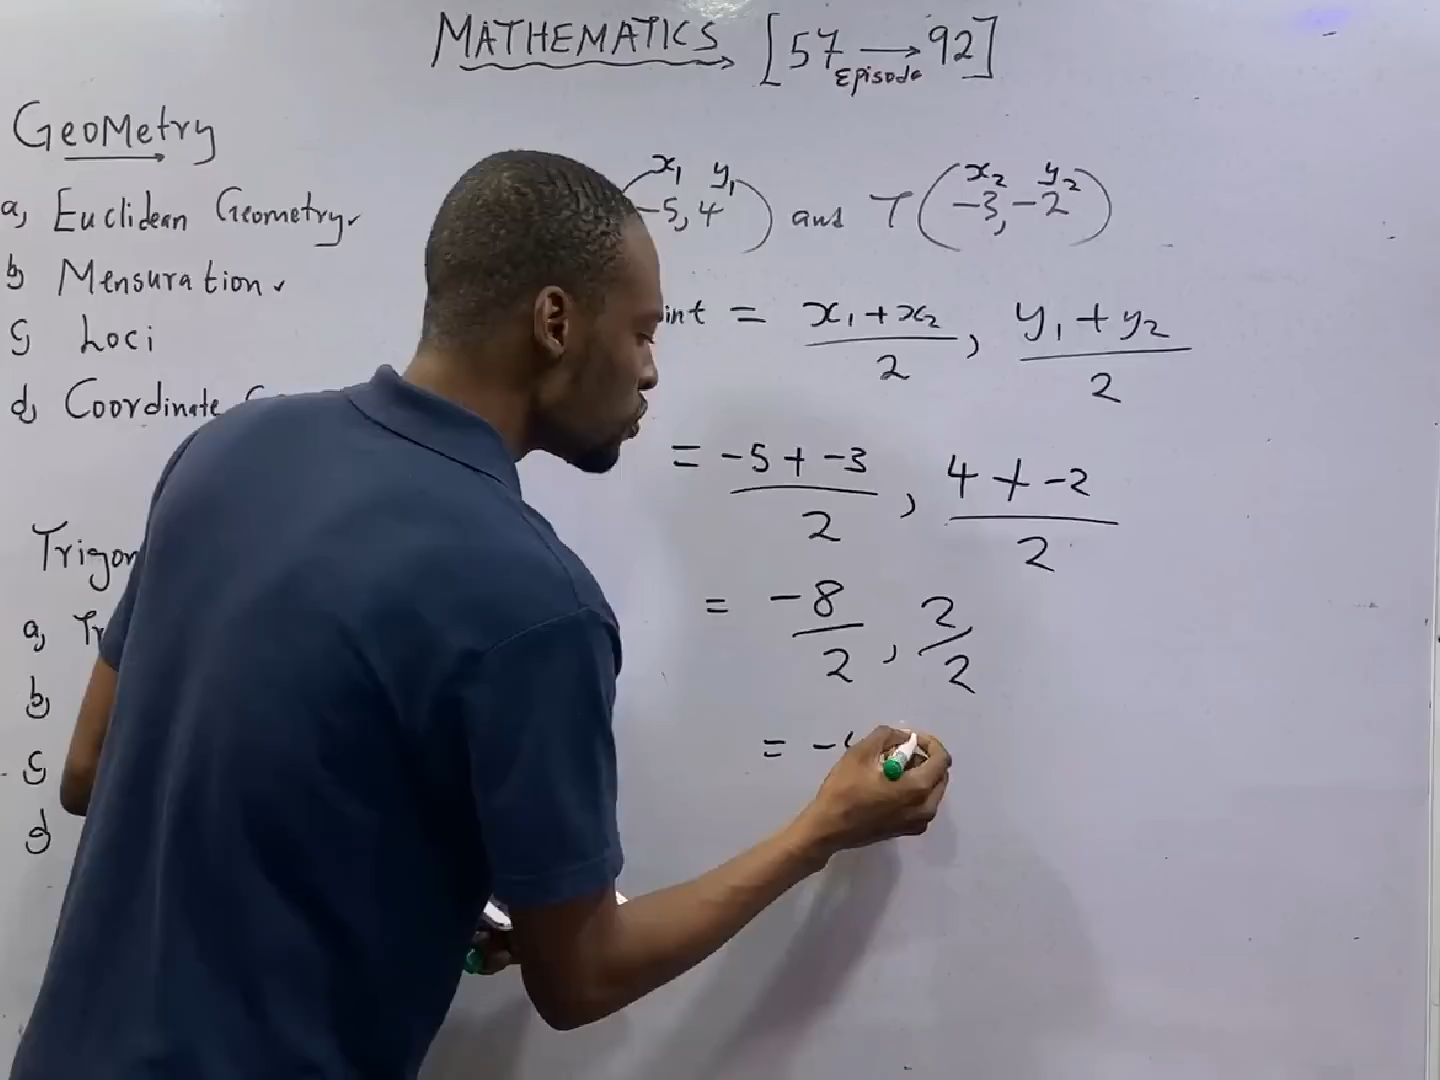 MATHEMATICS [57 → 92]
Episode
Geometry
a, Euclidean Geometry.
b, Mensuration.
c, Loci
d, Coordinate
Trigon
a, Tr
b,
c,
d
x₁ y₁ x₂ y₂
-5, 4) and T(-3, -2)
int = x₁+x₂/2, y₁+y₂/2
= -5+-3/2, 4+-2/2
= -8/2, 2/2
= -4